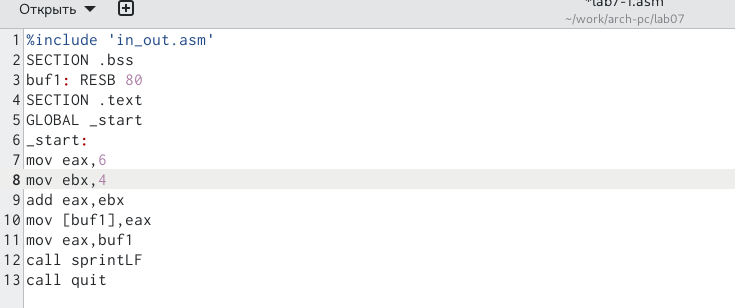 Открыть
*lab7-1.asm
~/work/arch-pc/lab07
1 %include 'in_out.asm'
2 SECTION .bss
3 buf1: RESB 80
4 SECTION .text
5 GLOBAL _start
6 _start:
7 mov eax,6
8 mov ebx,4
9 add eax,ebx
10 mov [buf1],eax
11 mov eax,buf1
12 call sprintLF
13 call quit